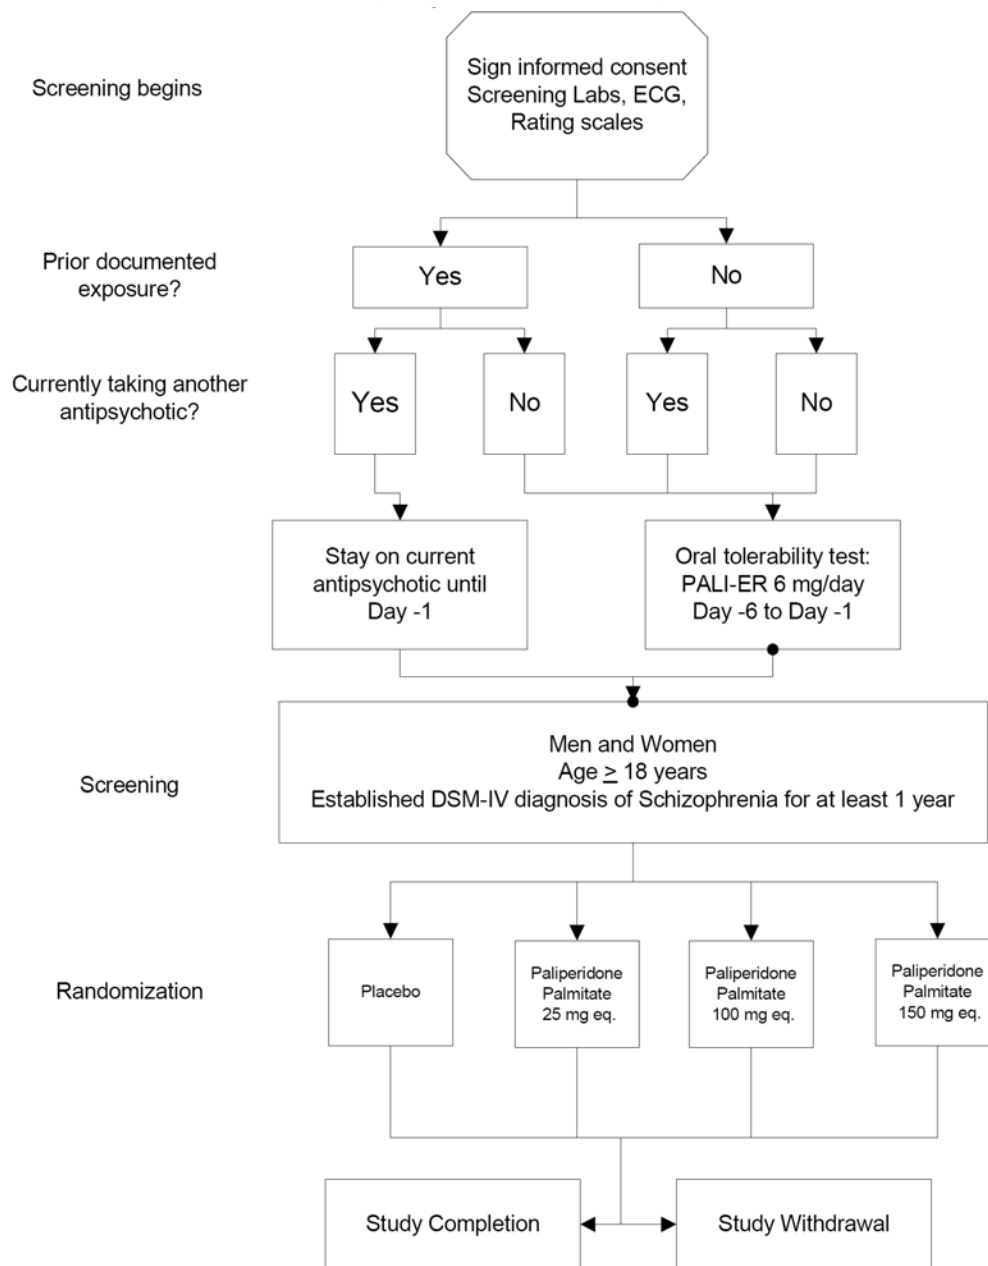 Screening begins
Sign informed consent
Screening Labs, ECG,
Rating scales
Prior documented
exposure?
Yes
No
Currently taking another
antipsychotic?
Yes
No
Yes
No
Stay on current
antipsychotic until
Day -1
Oral tolerability test:
PALI-ER 6 mg/day
Day -6 to Day -1
Screening
Men and Women
Age ≥ 18 years
Established DSM-IV diagnosis of Schizophrenia for at least 1 year
Randomization
Placebo
Paliperidone
Palmitate
25 mg eq.
Paliperidone
Palmitate
100 mg eq.
Paliperidone
Palmitate
150 mg eq.
Study Completion
Study Withdrawal